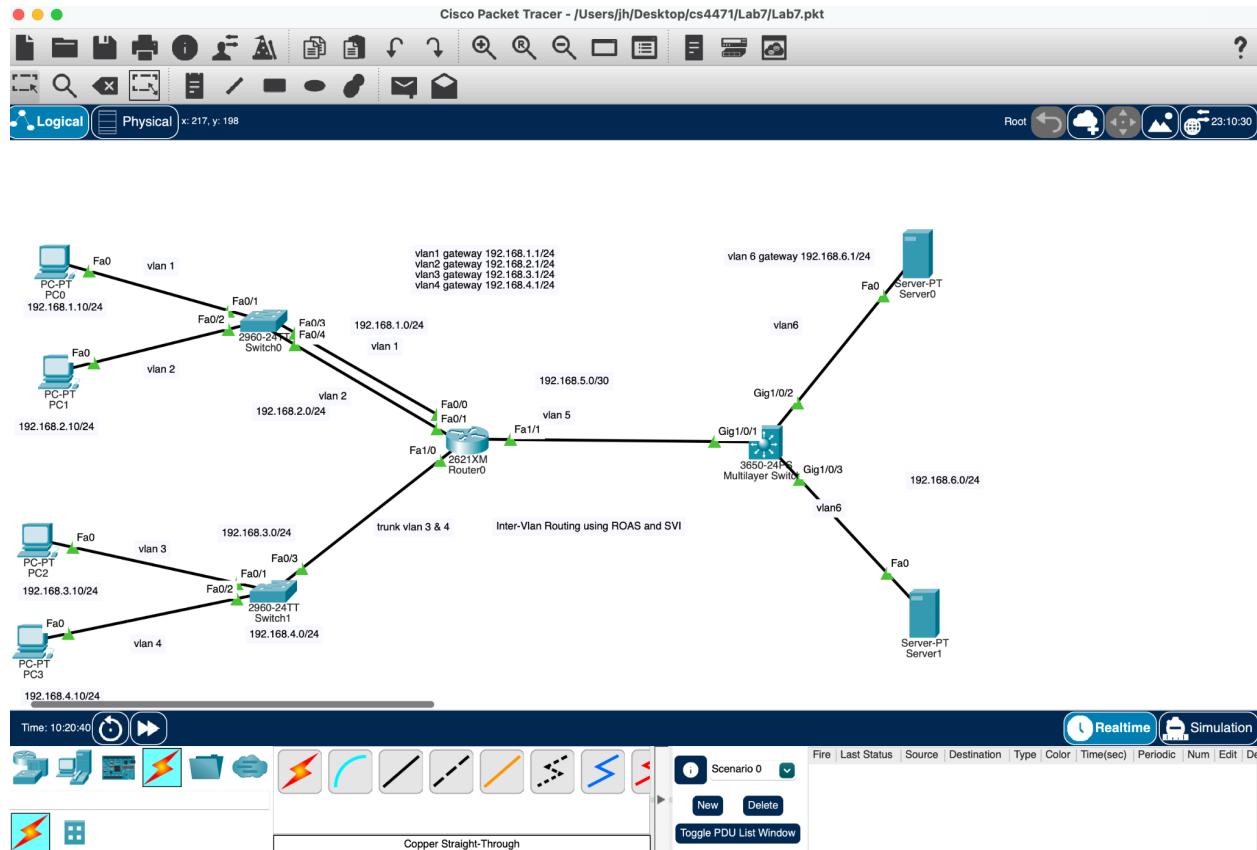 Cisco Packet Tracer - /Users/jh/Desktop/cs4471/Lab7/Lab7.pkt
?
Logical
Physical
x: 217, y: 198
Root
23:10:30
vlan1 gateway 192.168.1.1/24
vlan2 gateway 192.168.2.1/24
vlan3 gateway 192.168.3.1/24
vlan4 gateway 192.168.4.1/24
vlan 6 gateway 192.168.6.1/24
Fa0
vlan 1
PC-PT
PC0
192.168.1.10/24
Fa0/1
Fa0/2
Fa0/3
Fa0/4
2960-24TT
Switch0
192.168.1.0/24
vlan 1
Fa0
vlan 2
PC-PT
PC1
192.168.2.10/24
vlan 2
192.168.2.0/24
Fa0/0
Fa0/1
Fa1/0
Fa1/1
2621XM
Router0
192.168.5.0/30
vlan 5
Server-PT
Server0
Fa0
vlan6
Gig1/0/2
Gig1/0/1
3650-24PS
Multilayer Switc
Gig1/0/3
192.168.6.0/24
vlan6
Fa0
Server-PT
Server1
trunk vlan 3 & 4
Inter-Vlan Routing using ROAS and SVI
192.168.3.0/24
Fa0
vlan 3
PC-PT
PC2
192.168.3.10/24
Fa0/3
Fa0/1
Fa0/2
2960-24TT
Switch1
192.168.4.0/24
Fa0
vlan 4
PC-PT
PC3
192.168.4.10/24
Time: 10:20:40
Realtime
Simulation
Scenario 0
New
Delete
Toggle PDU List Window
Fire Last Status Source Destination Type Color Time(sec) Periodic Num Edit De
Copper Straight-Through